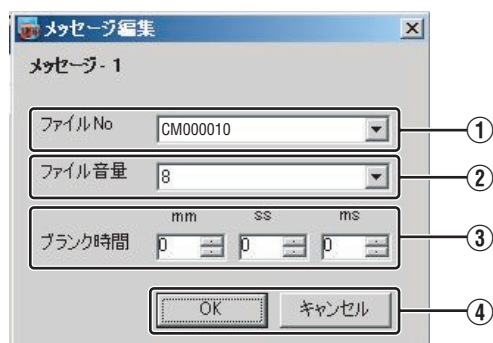 メッセージ編集
メッセージ - 1
ファイルNo CM000010 ①
ファイル音量 8 ②
mm ss ms
ブランク時間 0 0 0 ③
OK キャンセル ④